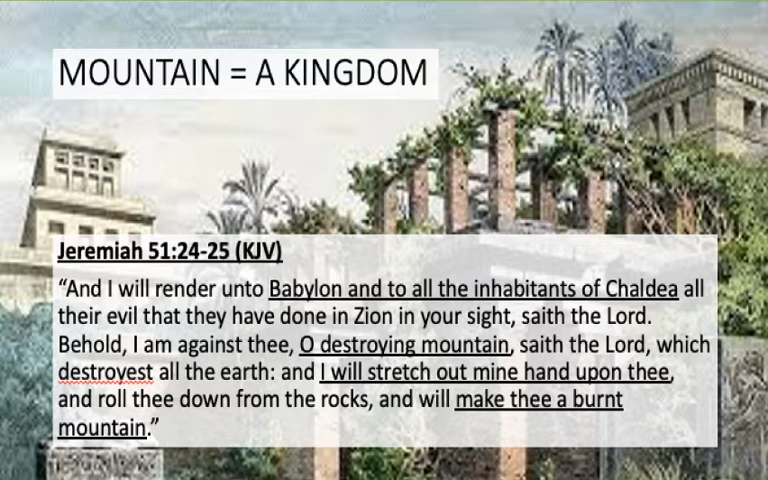 MOUNTAIN = A KINGDOM
Jeremiah 51:24-25 (KJV)
“And I will render unto Babylon and to all the inhabitants of Chaldea all
their evil that they have done in Zion in your sight, saith the Lord.
Behold, I am against thee, O destroying mountain, saith the Lord, which
destroyest all the earth: and I will stretch out mine hand upon thee,
and roll thee down from the rocks, and will make thee a burnt
mountain.”